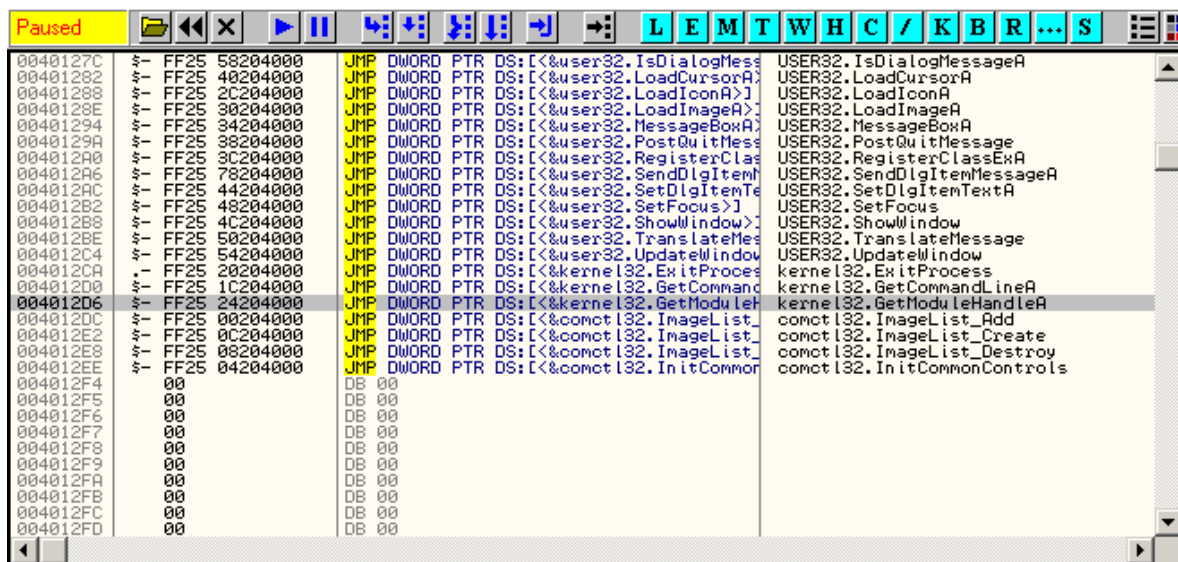 Paused L E M T W H C / K B R ... S
0040127C $- FF25 58204000 JMP DWORD PTR DS:[<&user32.IsDialogMess USER32.IsDialogMessageA
00401282 $- FF25 40204000 JMP DWORD PTR DS:[<&user32.LoadCursorA> USER32.LoadCursorA
00401288 $- FF25 2C204000 JMP DWORD PTR DS:[<&user32.LoadIconA>] USER32.LoadIconA
0040128E $- FF25 30204000 JMP DWORD PTR DS:[<&user32.LoadImageA>] USER32.LoadImageA
00401294 $- FF25 34204000 JMP DWORD PTR DS:[<&user32.MessageBoxA> USER32.MessageBoxA
0040129A $- FF25 38204000 JMP DWORD PTR DS:[<&user32.PostQuitMess USER32.PostQuitMessage
004012A0 $- FF25 3C204000 JMP DWORD PTR DS:[<&user32.RegisterClas USER32.RegisterClassExA
004012A6 $- FF25 78204000 JMP DWORD PTR DS:[<&user32.SendDlgItemM USER32.SendDlgItemMessageA
004012AC $- FF25 44204000 JMP DWORD PTR DS:[<&user32.SetDlgItemTe USER32.SetDlgItemTextA
004012B2 $- FF25 48204000 JMP DWORD PTR DS:[<&user32.SetFocus>] USER32.SetFocus
004012B8 $- FF25 4C204000 JMP DWORD PTR DS:[<&user32.ShowWindow>] USER32.ShowWindow
004012BE $- FF25 50204000 JMP DWORD PTR DS:[<&user32.TranslateMes USER32.TranslateMessage
004012C4 $- FF25 54204000 JMP DWORD PTR DS:[<&user32.UpdateWindow USER32.UpdateWindow
004012CA .- FF25 20204000 JMP DWORD PTR DS:[<&kernel32.ExitProces kernel32.ExitProcess
004012D0 $- FF25 1C204000 JMP DWORD PTR DS:[<&kernel32.GetCommand kernel32.GetCommandLineA
004012D6 $- FF25 24204000 JMP DWORD PTR DS:[<&kernel32.GetModuleH kernel32.GetModuleHandleA
004012DC $- FF25 00204000 JMP DWORD PTR DS:[<&comctl32.ImageList_ comctl32.ImageList_Add
004012E2 $- FF25 0C204000 JMP DWORD PTR DS:[<&comctl32.ImageList_ comctl32.ImageList_Create
004012E8 $- FF25 08204000 JMP DWORD PTR DS:[<&comctl32.ImageList_ comctl32.ImageList_Destroy
004012EE $- FF25 04204000 JMP DWORD PTR DS:[<&comctl32.InitCommon comctl32.InitCommonControls
004012F4 00 DB 00
004012F5 00 DB 00
004012F6 00 DB 00
004012F7 00 DB 00
004012F8 00 DB 00
004012F9 00 DB 00
004012FA 00 DB 00
004012FB 00 DB 00
004012FC 00 DB 00
004012FD 00 DB 00